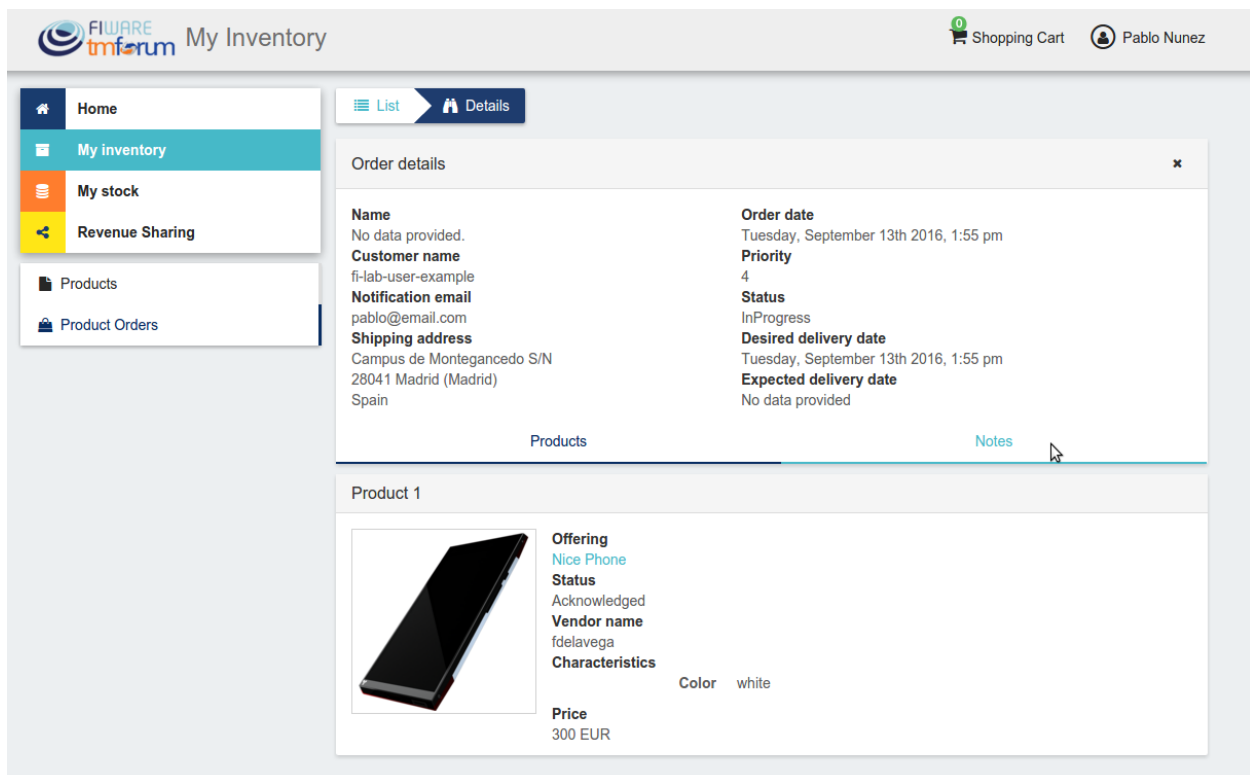 FIWARE
tmforum
My Inventory
0
Shopping Cart
Pablo Nunez
Home
My inventory
My stock
Revenue Sharing
Products
Product Orders
List
Details
Order details
Name
No data provided.
Customer name
fi-lab-user-example
Notification email
pablo@email.com
Shipping address
Campus de Montegancedo S/N
28041 Madrid (Madrid)
Spain
Order date
Tuesday, September 13th 2016, 1:55 pm
Priority
4
Status
InProgress
Desired delivery date
Tuesday, September 13th 2016, 1:55 pm
Expected delivery date
No data provided
Products
Notes
Product 1
Offering
Nice Phone
Status
Acknowledged
Vendor name
fdelavega
Characteristics
Color white
Price
300 EUR